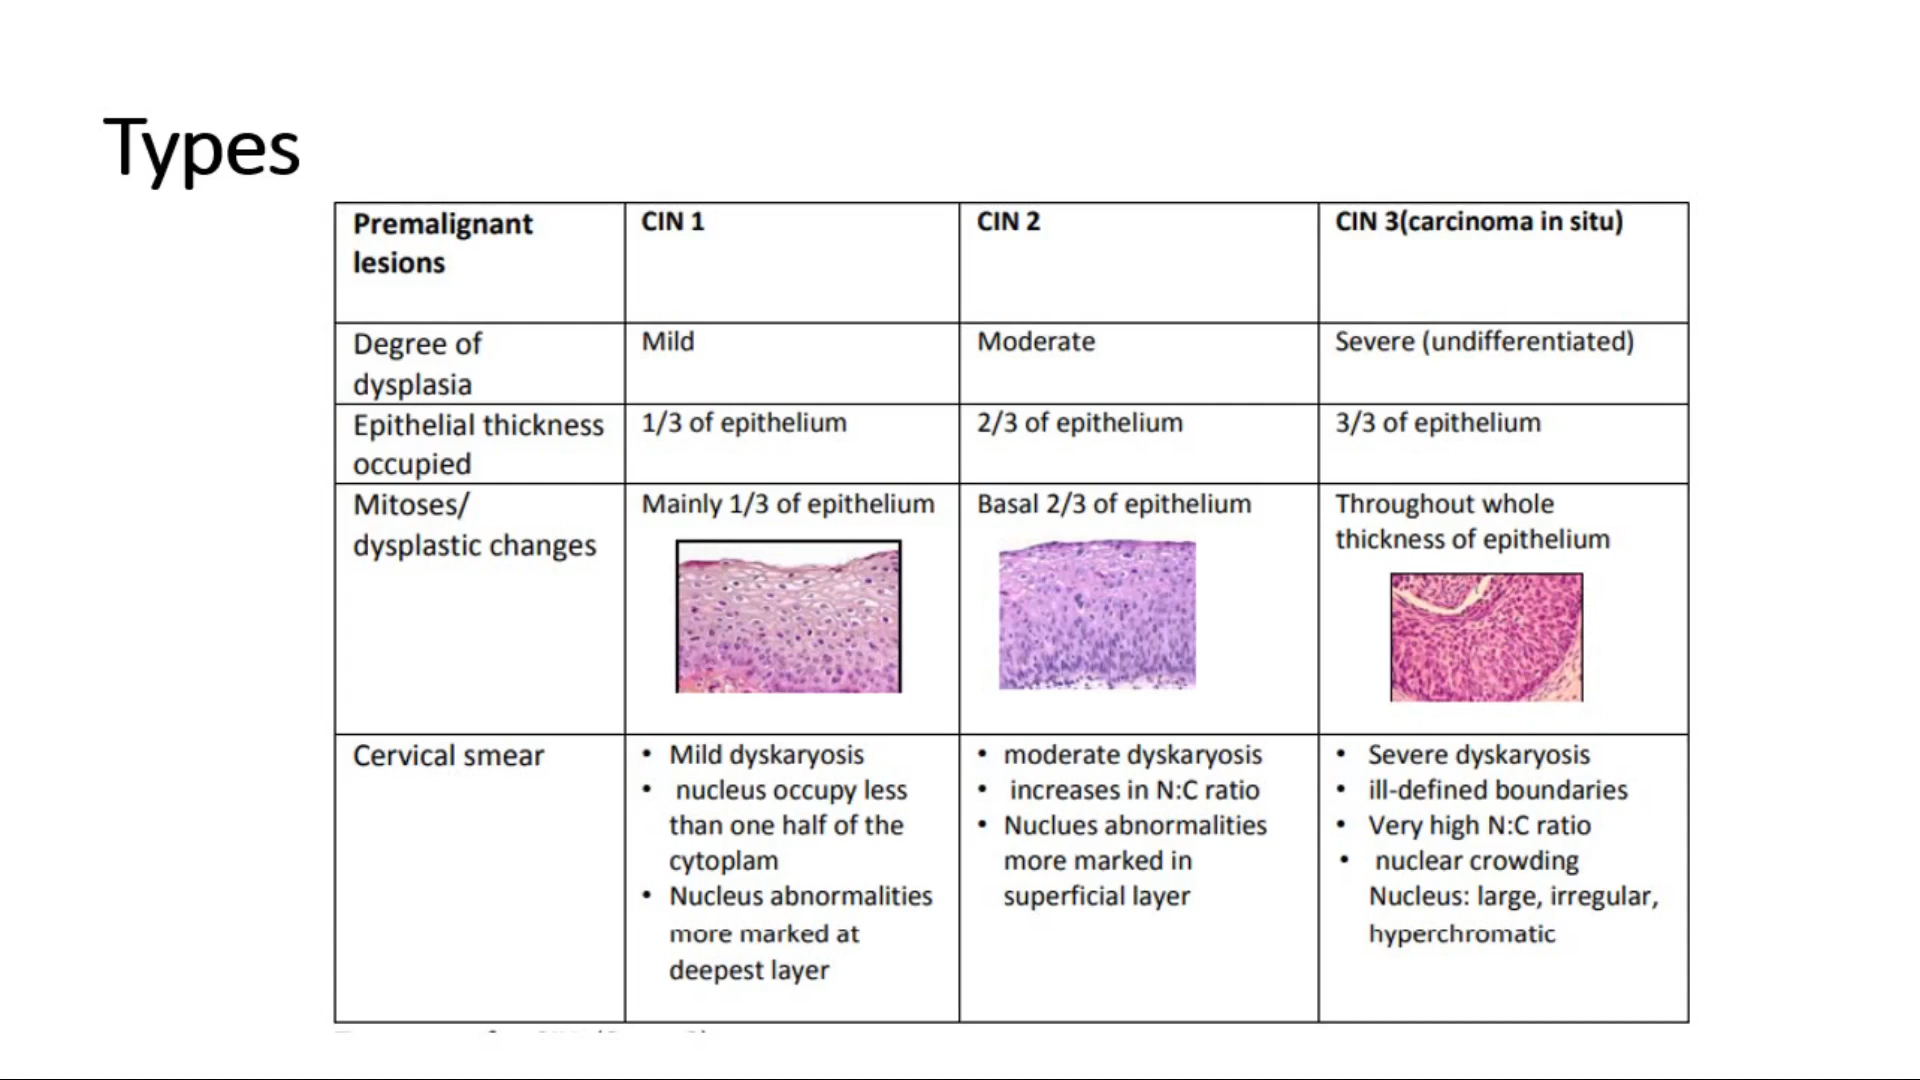 Types
Premalignant
lesions
CIN 1
CIN 2
CIN 3(carcinoma in situ)
Degree of
dysplasia
Mild
Moderate
Severe (undifferentiated)
Epithelial thickness
occupied
1/3 of epithelium
2/3 of epithelium
3/3 of epithelium
Mitoses/
dysplastic changes
Mainly 1/3 of epithelium
Basal 2/3 of epithelium
Throughout whole
thickness of epithelium
Cervical smear
• Mild dyskaryosis
• nucleus occupy less
than one half of the
cytoplam
• Nucleus abnormalities
more marked at
deepest layer
• moderate dyskaryosis
• increases in N:C ratio
• Nuclues abnormalities
more marked in
superficial layer
• Severe dyskaryosis
• ill-defined boundaries
• Very high N:C ratio
• nuclear crowding
Nucleus: large, irregular,
hyperchromatic